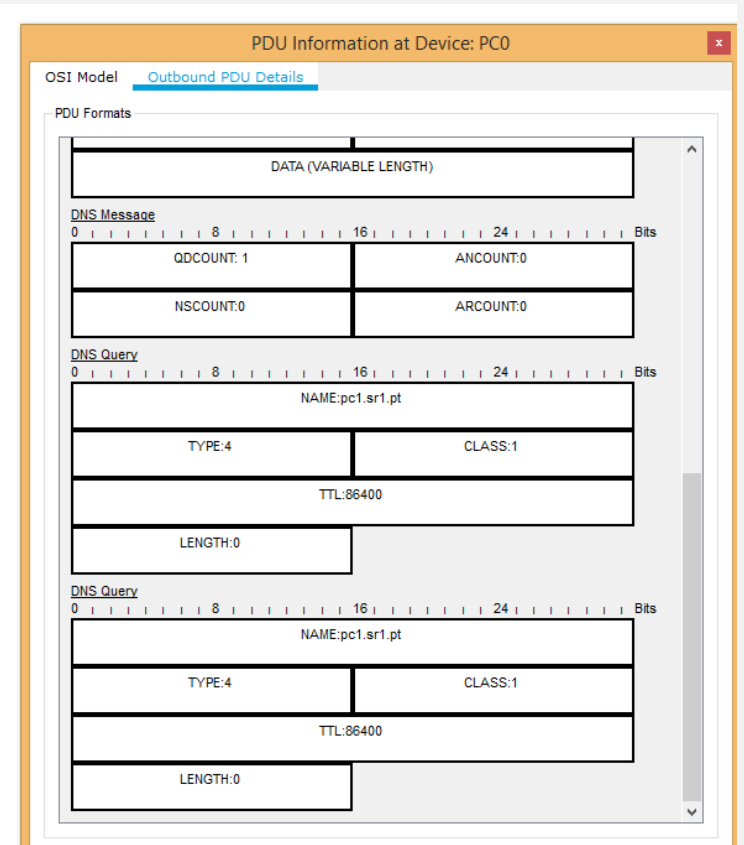 PDU Information at Device: PC0
x
OSI Model Outbound PDU Details
PDU Formats
DATA (VARIABLE LENGTH)
DNS Message
0 8 16 24 Bits
QDCOUNT: 1 ANCOUNT:0
NSCOUNT:0 ARCOUNT:0
DNS Query
0 8 16 24 Bits
NAME:pc1.sr1.pt
TYPE:4 CLASS:1
TTL:86400
LENGTH:0
DNS Query
0 8 16 24 Bits
NAME:pc1.sr1.pt
TYPE:4 CLASS:1
TTL:86400
LENGTH:0